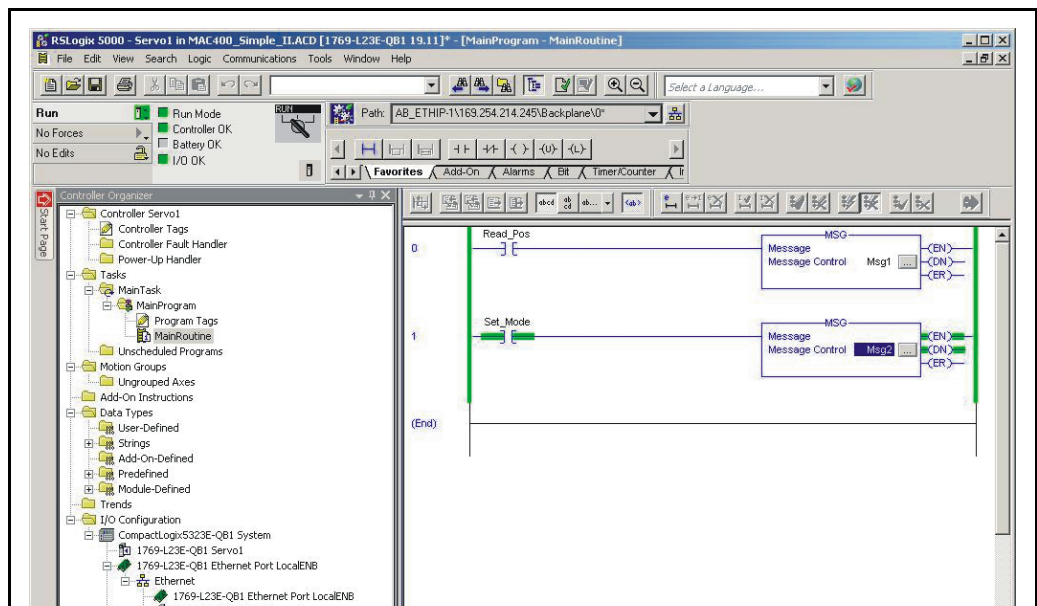 RSLogix 5000 - Servo1 in MAC400_Simple_II.ACD [1769-L23E-QB1 19.11]* - [MainProgram - MainRoutine]
File Edit View Search Logic Communications Tools Window Help
Select a Language...
Run
Run Mode
No Forces
Controller OK
Battery OK
No Edits
I/O OK
RUN
Path: AB_ETHIP-1\169.254.214.245\Backplane\0*
Favorites Add-On Alarms Bit Timer/Counter
Start Page
Controller Organizer
Controller Servo1
Controller Tags
Controller Fault Handler
Power-Up Handler
Tasks
MainTask
MainProgram
Program Tags
MainRoutine
Unscheduled Programs
Motion Groups
Ungrouped Axes
Add-On Instructions
Data Types
User-Defined
Strings
Add-On-Defined
Predefined
Module-Defined
Trends
I/O Configuration
CompactLogix5323E-QB1 System
1769-L23E-QB1 Servo1
1769-L23E-QB1 Ethernet Port LocalENB
Ethernet
1769-L23E-QB1 Ethernet Port LocalENB
0
Read_Pos
MSG
Message
Message Control Msg1 ...
(EN)
(DN)
(ER)
1
Set_Mode
MSG
Message
Message Control Msg2 ...
(EN)
(DN)
(ER)
(End)